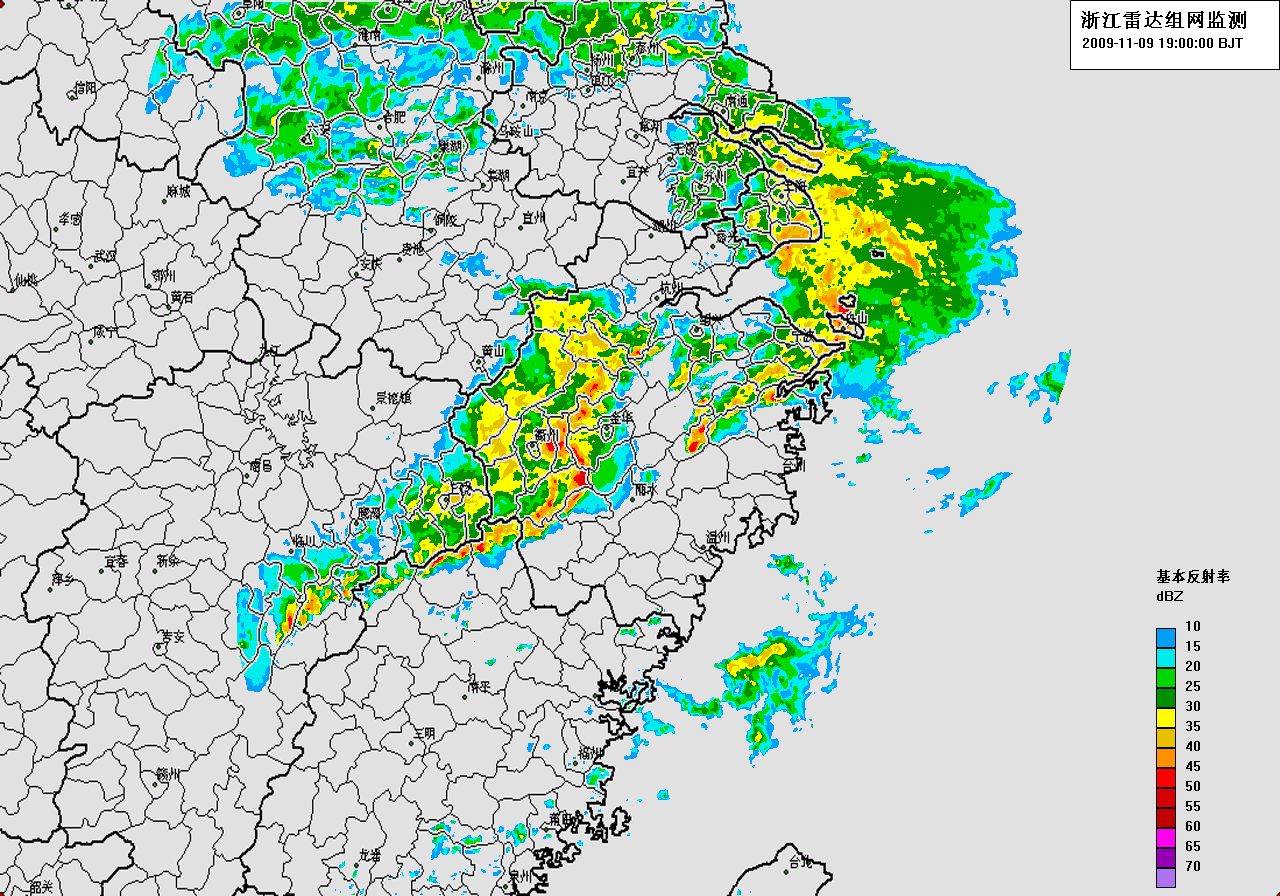 浙江雷达组网监测
2009-11-09 19:00:00 BJT
阜阳
淮南
滁州
扬州
泰州
镇江
信阳
南京
南通
合肥
六安
马鞍山
常州
巢湖
无锡
芜湖
宜兴
苏州
上海
麻城
孝感
铜陵
宣州
湖州
嘉兴
武汉
池州
安庆
仙桃
鄂州
黄石
杭州
绍兴
舟山
咸宁
宁波
九江
黄山
景德镇
金华
衢州
南昌
台州
上饶
丽水
鹰潭
临川
温州
宜春
新余
萍乡
吉安
南平
三明
福州
赣州
莆田
龙岩
台北
泉州
韶关
基本反射率
dBZ
10
15
20
25
30
35
40
45
50
55
60
65
70